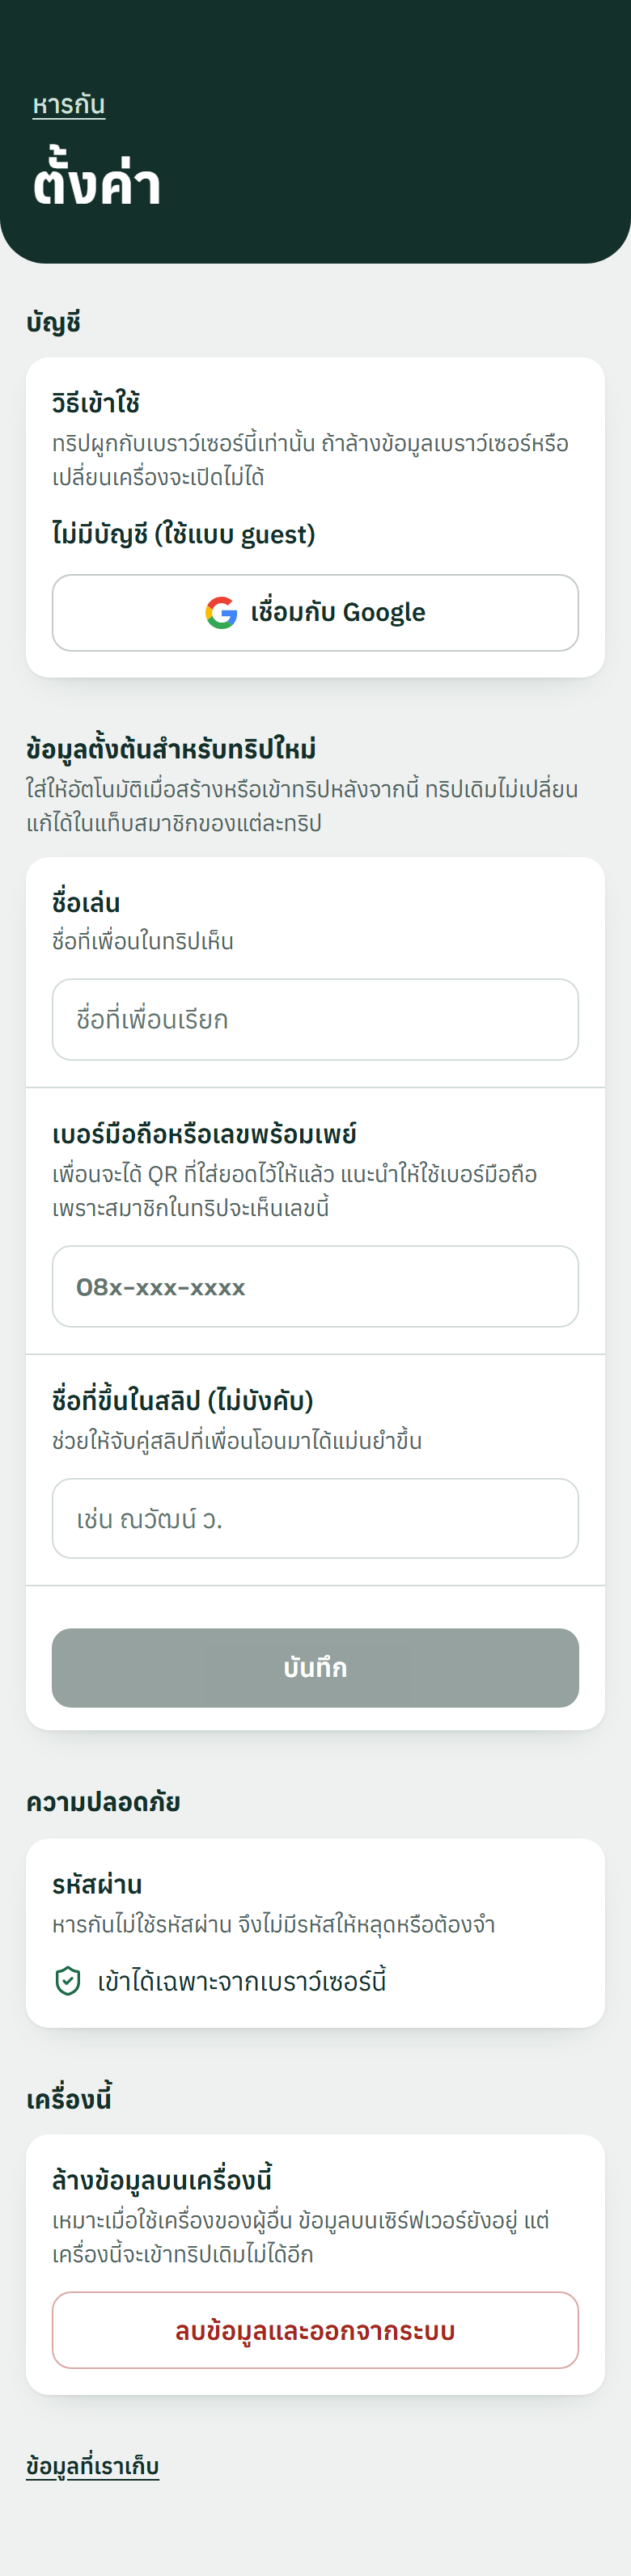 หารกัน
ตั้งค่า
บัญชี
วิธีเข้าใช้
ทริปผูกกับเบราว์เซอร์นี้เท่านั้น ถ้าล้างข้อมูลเบราว์เซอร์หรือ
เปลี่ยนเครื่องจะเปิดไม่ได้
ไม่มีบัญชี (ใช้แบบ guest)
เชื่อมกับ Google
ข้อมูลตั้งต้นสำหรับทริปใหม่
ใส่ให้อัตโนมัติเมื่อสร้างหรือเข้าทริปหลังจากนี้ ทริปเดิมไม่เปลี่ยน
แก้ได้ในแท็บสมาชิกของแต่ละทริป
ชื่อเล่น
ชื่อที่เพื่อนในทริปเห็น
ชื่อที่เพื่อนเรียก
เบอร์มือถือหรือเลขพร้อมเพย์
เพื่อนจะได้ QR ที่ใส่ยอดไว้ให้แล้ว แนะนำให้ใช้เบอร์มือถือ
เพราะสมาชิกในทริปจะเห็นเลขนี้
08x-xxx-xxxx
ชื่อที่ขึ้นในสลิป (ไม่บังคับ)
ช่วยให้จับคู่สลิปที่เพื่อนโอนมาได้แม่นยำขึ้น
เช่น ณวัฒน์ ว.
บันทึก
ความปลอดภัย
รหัสผ่าน
หารกันไม่ใช้รหัสผ่าน จึงไม่มีรหัสให้หลุดหรือต้องจำ
เข้าได้เฉพาะจากเบราว์เซอร์นี้
เครื่องนี้
ล้างข้อมูลบนเครื่องนี้
เหมาะเมื่อใช้เครื่องของผู้อื่น ข้อมูลบนเซิร์ฟเวอร์ยังอยู่ แต่
เครื่องนี้จะเข้าทริปเดิมไม่ได้อีก
ลบข้อมูลและออกจากระบบ
ข้อมูลที่เราเก็บ